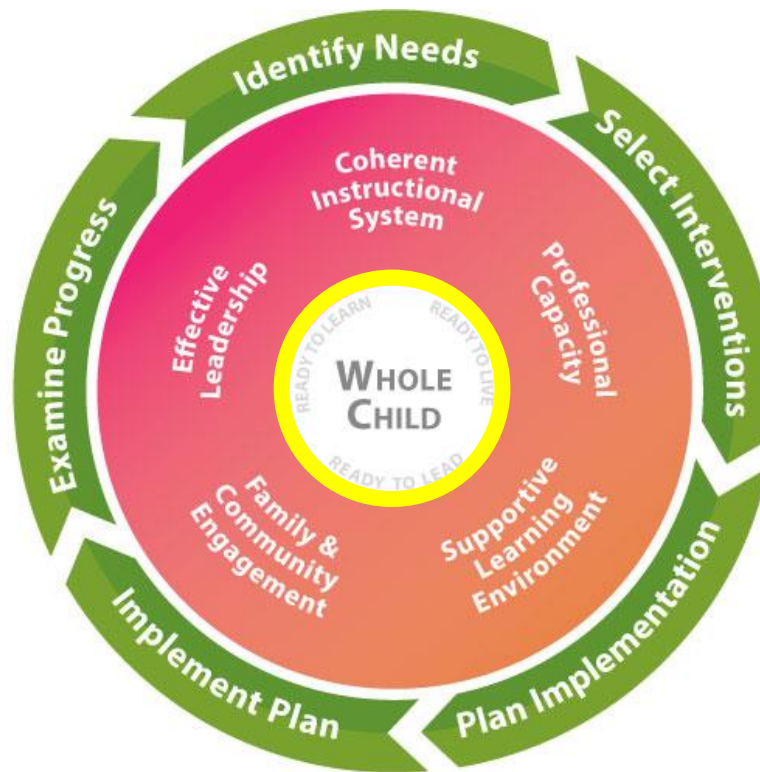 Identify Needs
Select Interventions
Plan Implementation
Implement Plan
Examine Progress
Coherent
Instructional
System
Professional
Capacity
Supportive
Learning
Environment
Family &
Community
Engagement
Effective
Leadership
READY TO LEARN
READY TO LIVE
READY TO LEAD
WHOLE
CHILD